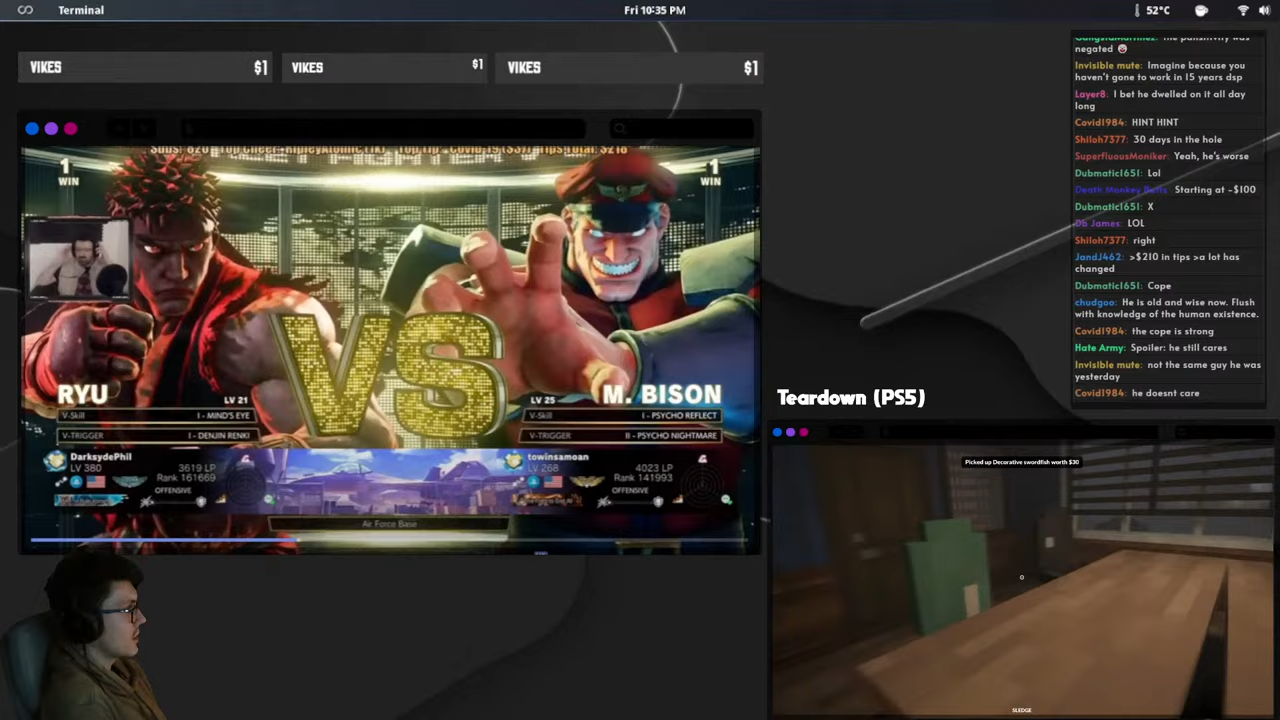 Terminal
Fri 10:35 PM
52°C
VIKES $1
VIKES $1
VIKES $1
1
WIN
1
WIN
RYU
LV 21
V-Skill I - MIND'S EYE
V-TRIGGER I - DENJIN RENKI
VS
M. BISON
LV 25
V-Skill I - PSYCHO REFLECT
V-TRIGGER II - PSYCHO NIGHTMARE
DarksydePhil
LV 380 3619 LP
Rank 161669
OFFENSIVE
towinsamoan
LV 268 4023 LP
Rank 141993
OFFENSIVE
Air Force Base
negated
Invisible mute: Imagine because you
haven't gone to work in 15 years dsp
Layer8: I bet he dwelled on it all day
long
Covid1984: HINT HINT
Shiloh7377: 30 days in the hole
SuperfluousMoniker: Yeah, he's worse
Dubmatic1651: Lol
Death Monkey Starting at -$100
Dubmatic1651: X
Db James: LOL
Shiloh7377: right
JandJ462: >$210 in tips >a lot has
changed
Dubmatic1651: Cope
chudgoo: He is old and wise now. Flush
with knowledge of the human existence.
Covid1984: the cope is strong
Hate Army: Spoiler: he still cares
Invisible mute: not the same guy he was
yesterday
Covid1984: he doesnt care
Teardown (PS5)
Picked up Decorative swordfish worth $30
SLEDGE